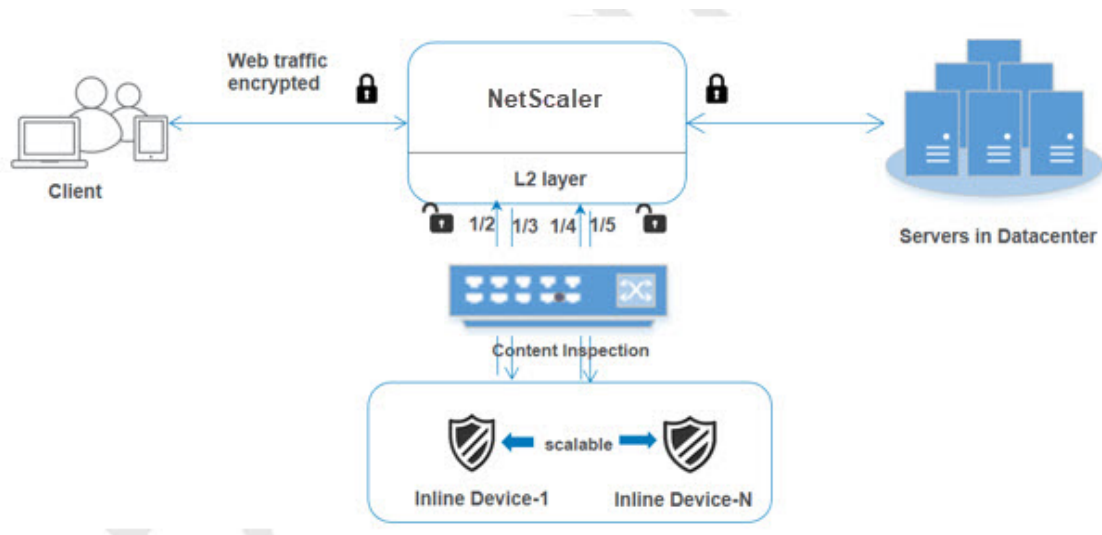 Web traffic
encrypted
NetScaler
L2 layer
Client
1/2 1/3 1/4 1/5
Servers in Datacenter
Content Inspection
scalable
Inline Device-1
Inline Device-N